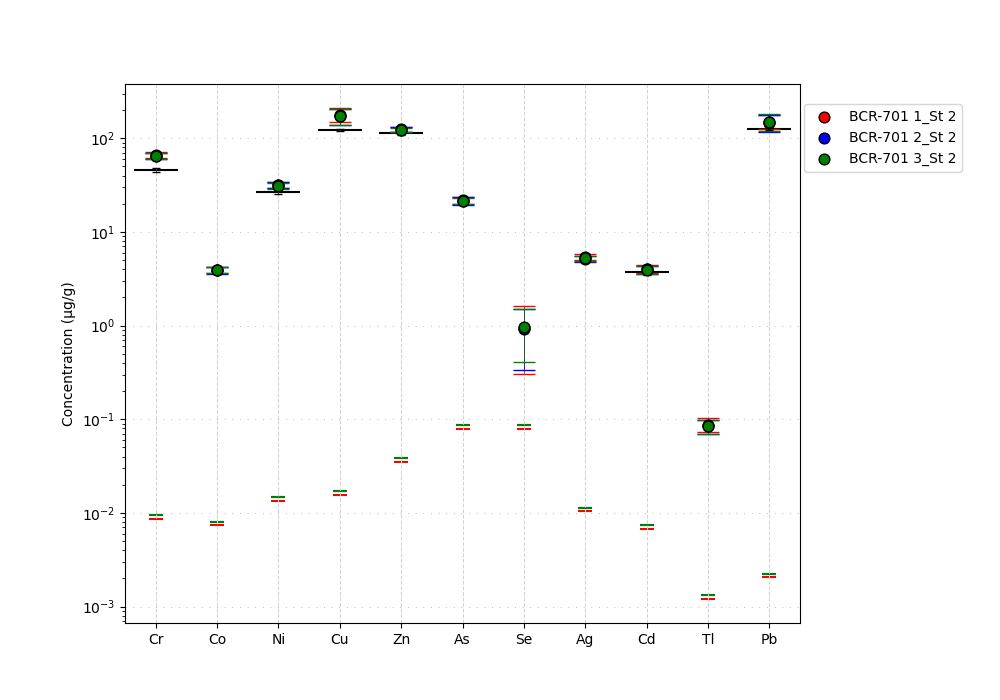 BCR-701 1_St 2
BCR-701 2_St 2
BCR-701 3_St 2
Concentration (µg/g)
10²
10¹
10⁰
10⁻¹
10⁻²
10⁻³
Cr Co Ni Cu Zn As Se Ag Cd Tl Pb